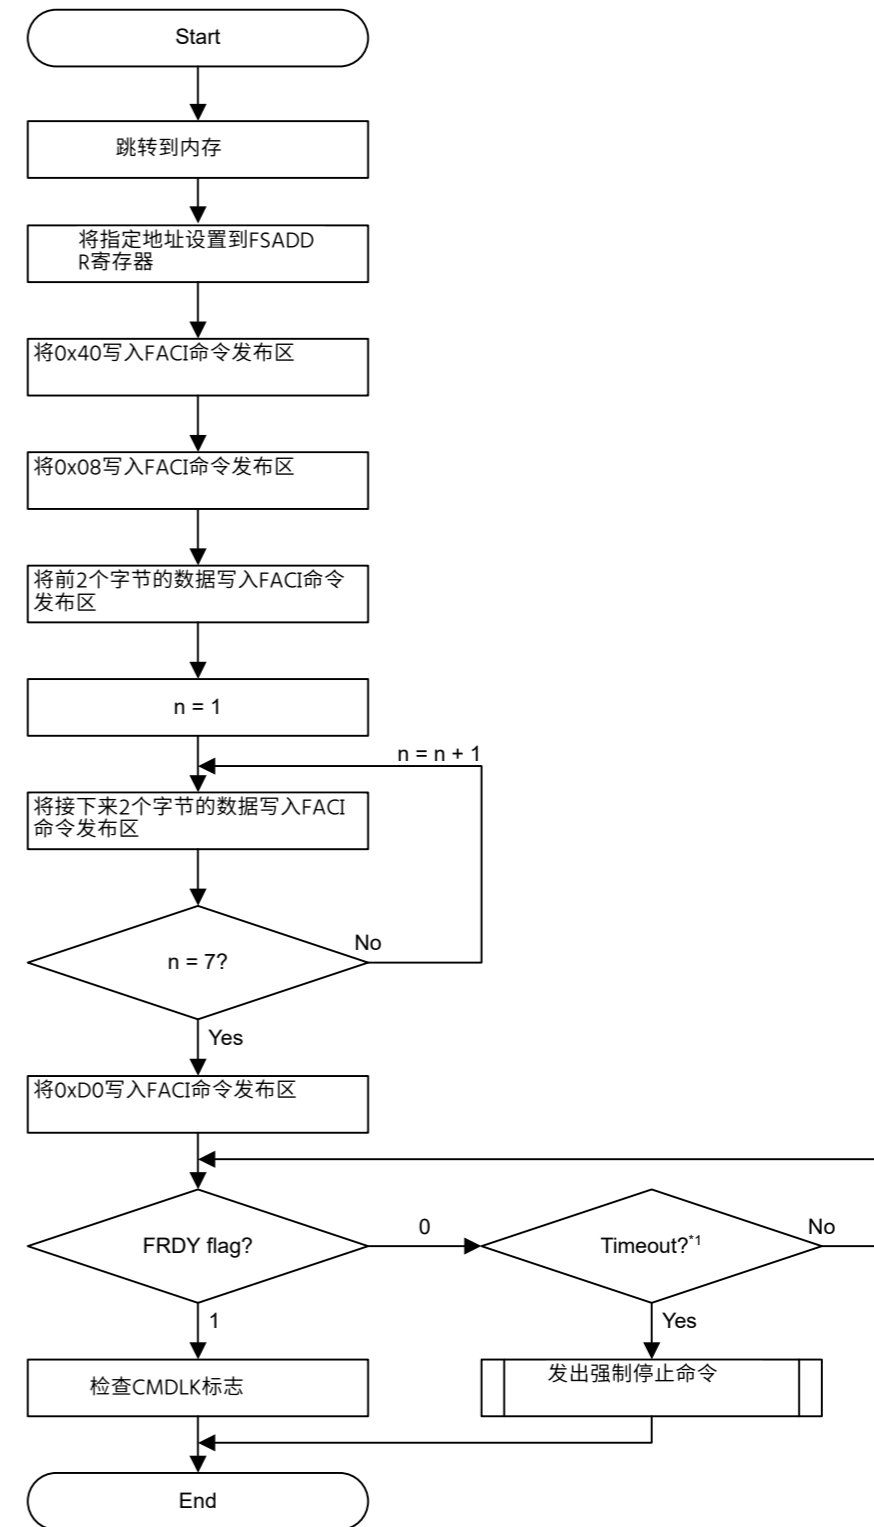 Start
跳转到内存
将指定地址设置到FSADD
R寄存器
将0x40写入FACI命令发布区
将0x08写入FACI命令发布区
将前2个字节的数据写入FACI命令
发布区
n = 1
n = n + 1
将接下来2个字节的数据写入FACI
命令发布区
n = 7?
No
Yes
将0xD0写入FACI命令发布区
FRDY flag?
0
Timeout?*1
No
1
Yes
检查CMDLK标志
发出强制停止命令
End